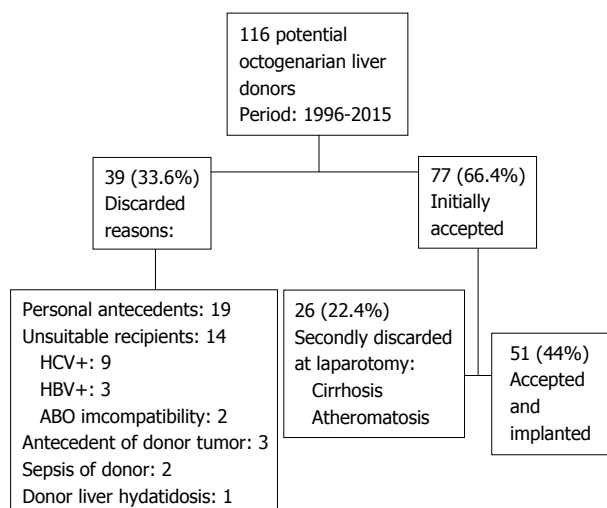 116 potential
octogenarian liver
donors
Period: 1996-2015
39 (33.6%)
Discarded
reasons:
77 (66.4%)
Initially
accepted
Personal antecedents: 19
Unsuitable recipients: 14
HCV+: 9
HBV+: 3
ABO imcompatibility: 2
Antecedent of donor tumor: 3
Sepsis of donor: 2
Donor liver hydatidosis: 1
26 (22.4%)
Secondly discarded
at laparotomy:
Cirrhosis
Atheromatosis
51 (44%)
Accepted
and
implanted